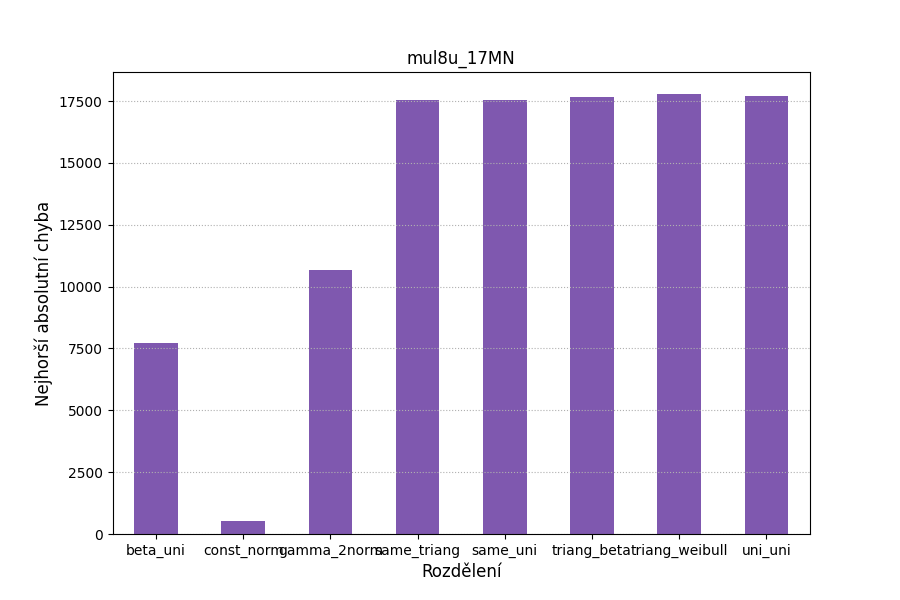 mul8u_17MN
Nejhorší absolutní chyba
17500
15000
12500
10000
7500
5000
2500
0
beta_uni const_norm gamma_2norm same_triang same_uni triang_beta triang_weibull uni_uni
Rozdělení